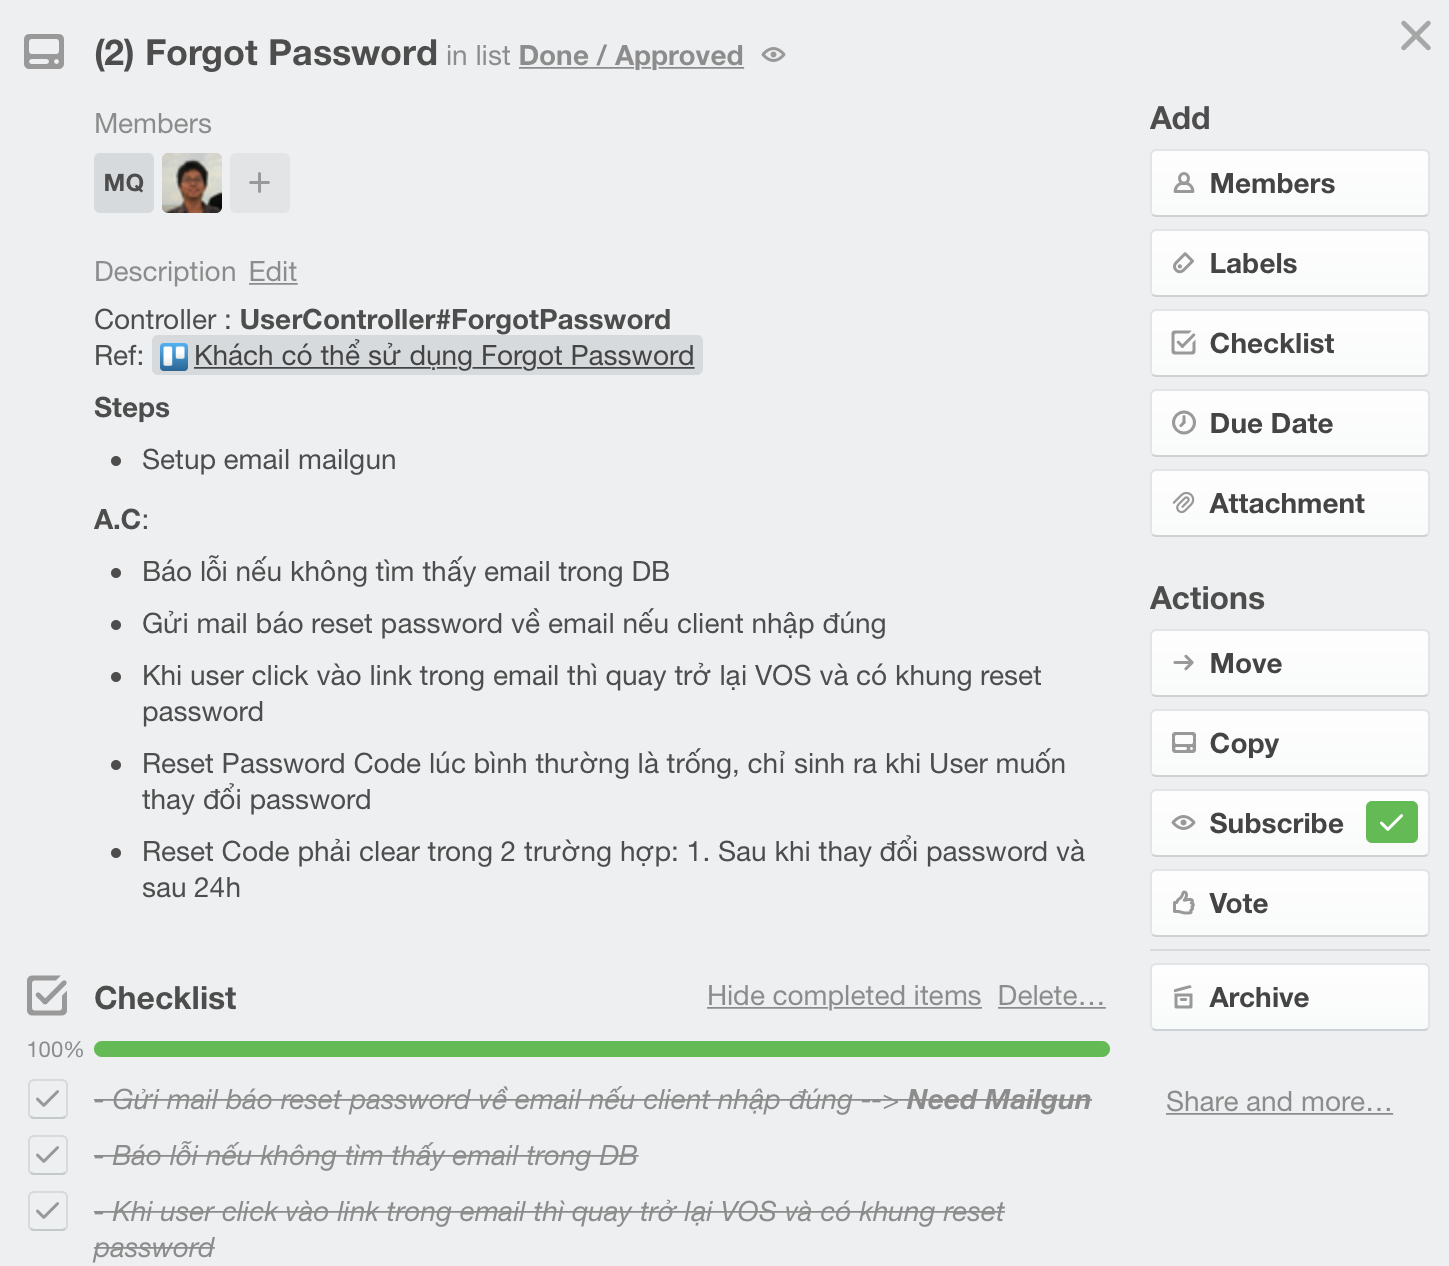 (2) Forgot Password in list Done / Approved
Members
MQ
Description Edit
Controller : UserController#ForgotPassword
Ref: Khách có thể sử dụng Forgot Password
Steps
• Setup email mailgun
A.C:
• Báo lỗi nếu không tìm thấy email trong DB
• Gửi mail báo reset password về email nếu client nhập đúng
• Khi user click vào link trong email thì quay trở lại VOS và có khung reset
password
• Reset Password Code lúc bình thường là trống, chỉ sinh ra khi User muốn
thay đổi password
• Reset Code phải clear trong 2 trường hợp: 1. Sau khi thay đổi password và
sau 24h
Checklist
Hide completed items Delete…
100%
- Gửi mail báo reset password về email nếu client nhập đúng --> Need Mailgun
- Báo lỗi nếu không tìm thấy email trong DB
- Khi user click vào link trong email thì quay trở lại VOS và có khung reset
password
Add
Members
Labels
Checklist
Due Date
Attachment
Actions
Move
Copy
Subscribe
Vote
Archive
Share and more…